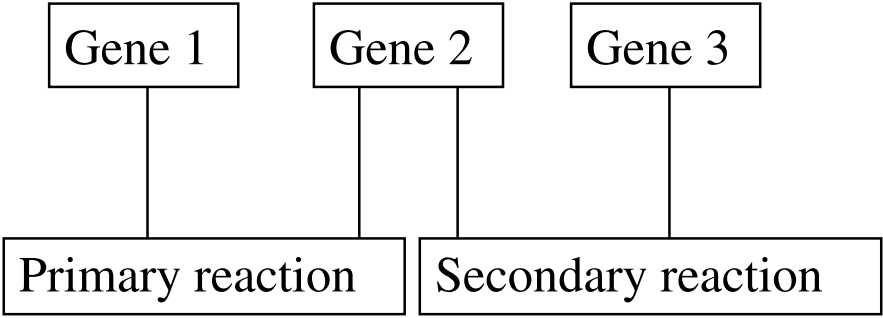 Gene 1
Gene 2
Gene 3
Primary reaction
Secondary reaction